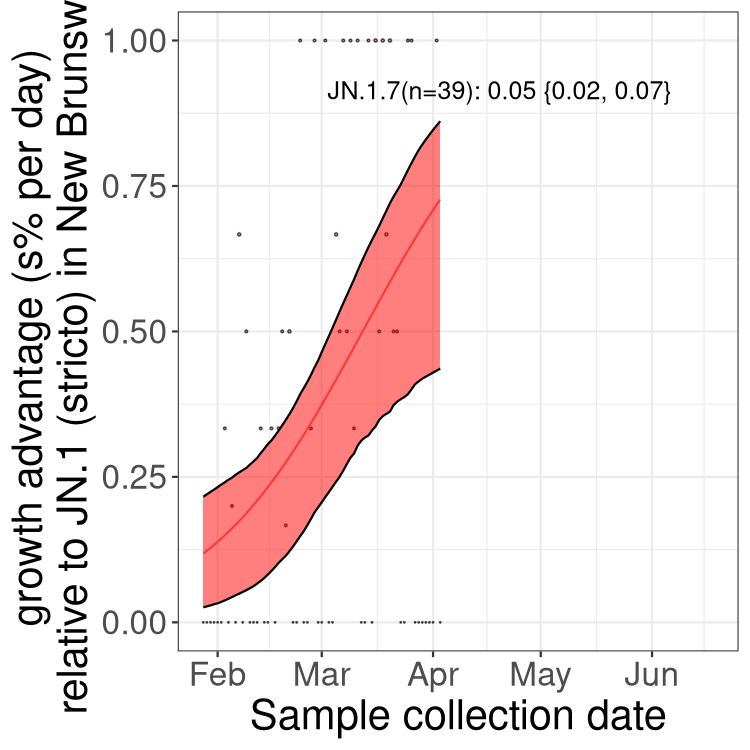 growth advantage (s% per day)
relative to JN.1 (stricto) in New Brunsw
1.00
0.75
0.50
0.25
0.00
JN.1.7(n=39): 0.05 {0.02, 0.07}
Feb Mar Apr May Jun
Sample collection date